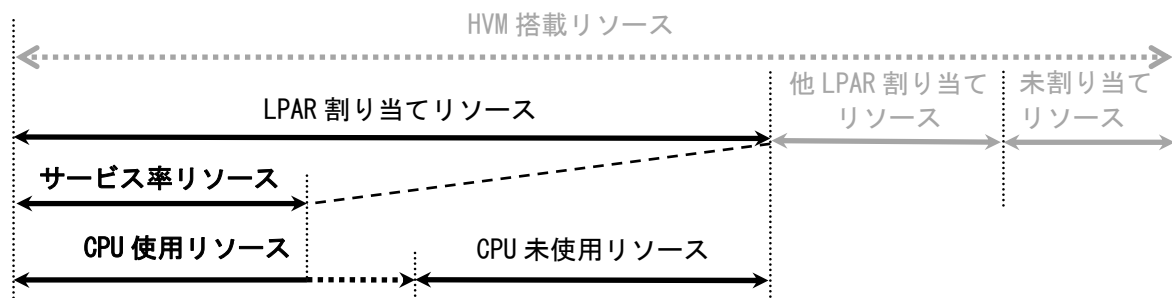 HVM 搭載リソース
LPAR 割り当てリソース
他 LPAR 割り当て
リソース
未割り当て
リソース
サービス率リソース
CPU 使用リソース
CPU 未使用リソース